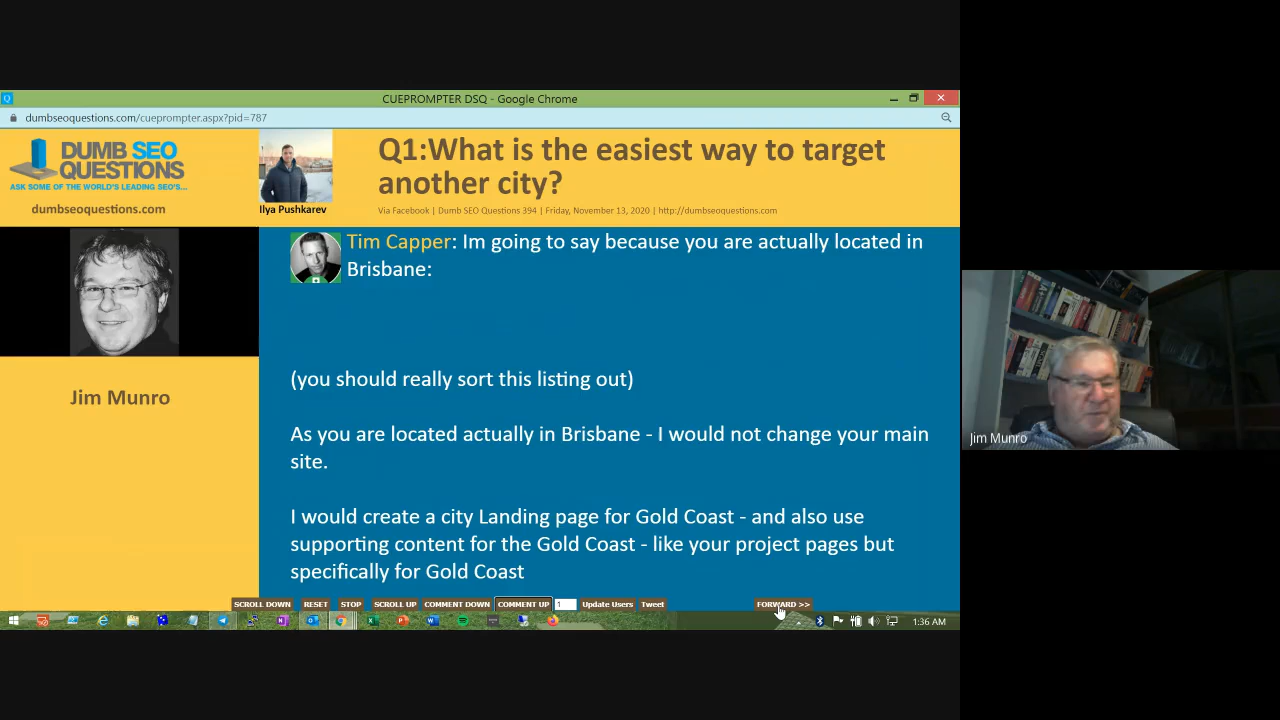 CUEPROMPTER DSQ - Google Chrome
dumbseoquestions.com/cueprompter.aspx?pid=787
DUMB SEO
QUESTIONS
ASK SOME OF THE WORLD'S LEADING SEO'S...
dumbseoquestions.com
Ilya Pushkarev
Q1:What is the easiest way to target
another city?
Via Facebook | Dumb SEO Questions 394 | Friday, November 13, 2020 | http://dumbseoquestions.com
Jim Munro
Tim Capper: Im going to say because you are actually located in
Brisbane:
(you should really sort this listing out)
As you are located actually in Brisbane - I would not change your main
site.
I would create a city Landing page for Gold Coast - and also use
supporting content for the Gold Coast - like your project pages but
specifically for Gold Coast
SCROLL DOWN RESET STOP SCROLL UP COMMENT DOWN COMMENT UP 1 Update Users Tweet FORWARD >>
1:36 AM
Jim Munro